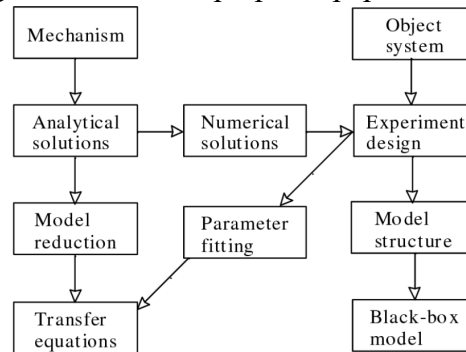 Mechanism
Object
system
Analytical
solutions
Numerical
solutions
Experiment
design
Model
reduction
Parameter
fitting
Model
structure
Transfer
equations
Black-box
model